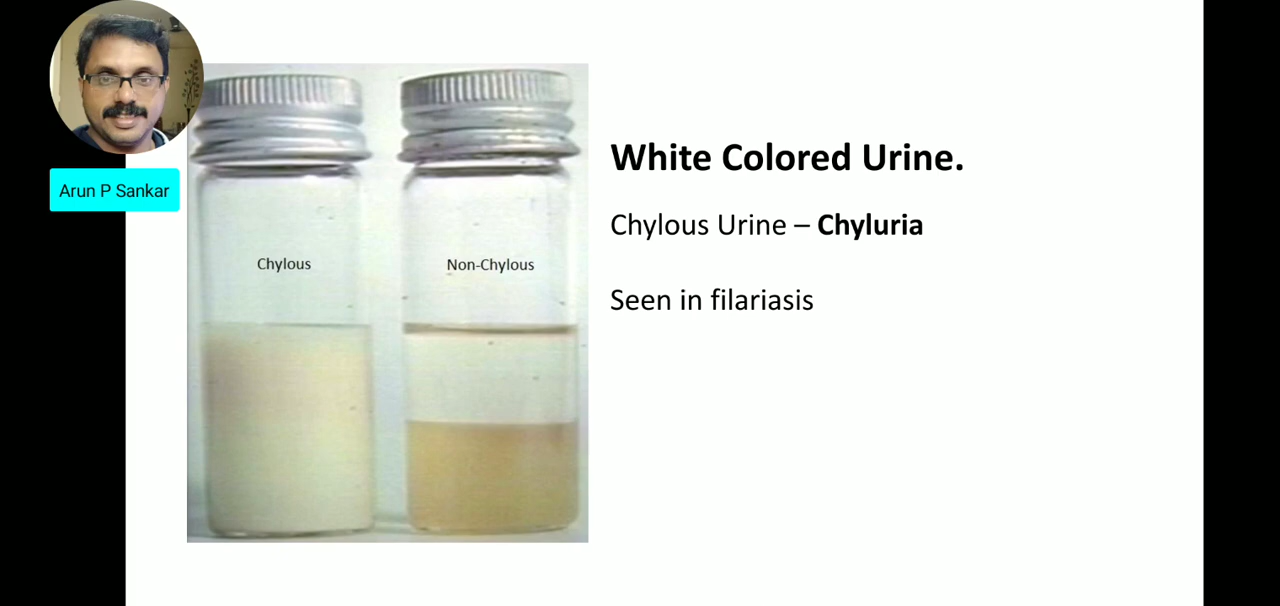 Arun P Sankar
Chylous
Non-Chylous
White Colored Urine.
Chylous Urine – Chyluria
Seen in filariasis